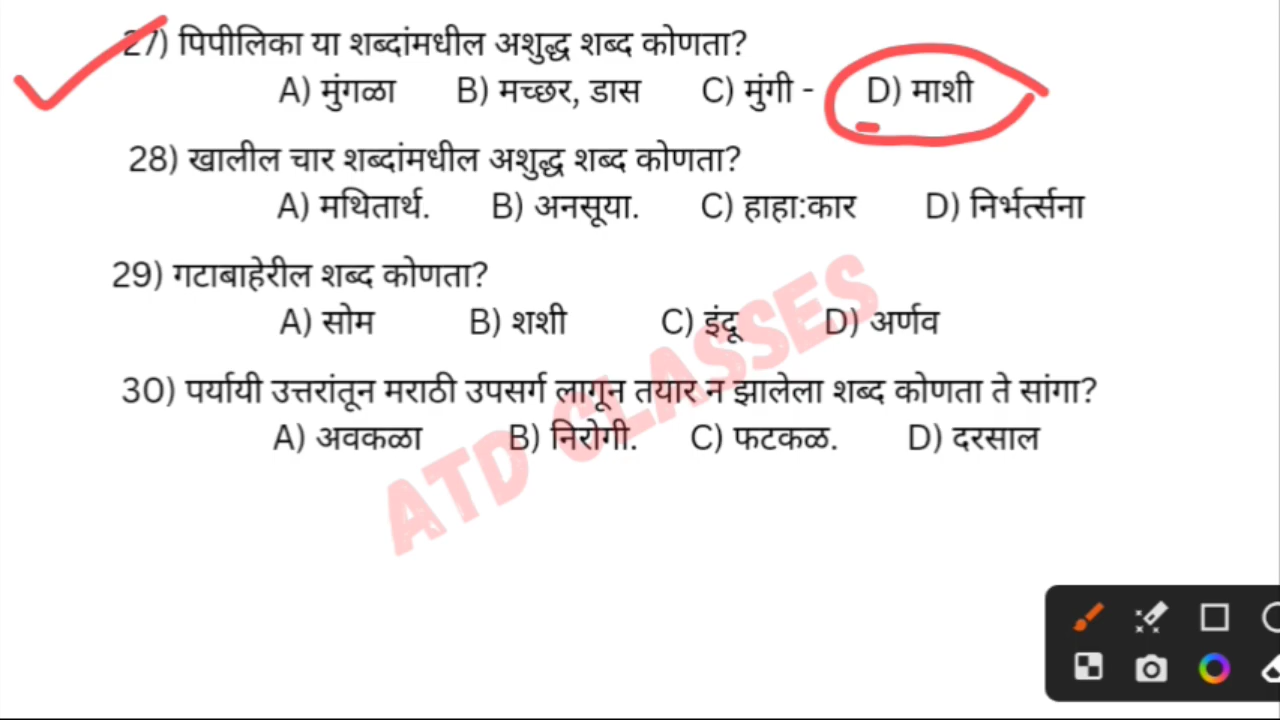 27) पिपीलिका या शब्दांमधील अशुद्ध शब्द कोणता?
A) मुंगळा B) मच्छर, डास C) मुंगी - D) माशी
28) खालील चार शब्दांमधील अशुद्ध शब्द कोणता?
A) मथितार्थ. B) अनसूया. C) हाहा:कार D) निर्भर्त्सना
29) गटाबाहेरील शब्द कोणता?
A) सोम B) शशी C) इंदू D) अर्णव
30) पर्यायी उत्तरांतून मराठी उपसर्ग लागून तयार न झालेला शब्द कोणता ते सांगा?
A) अवकळा B) निरोगी. C) फटकळ. D) दरसाल
ATD CLASSES